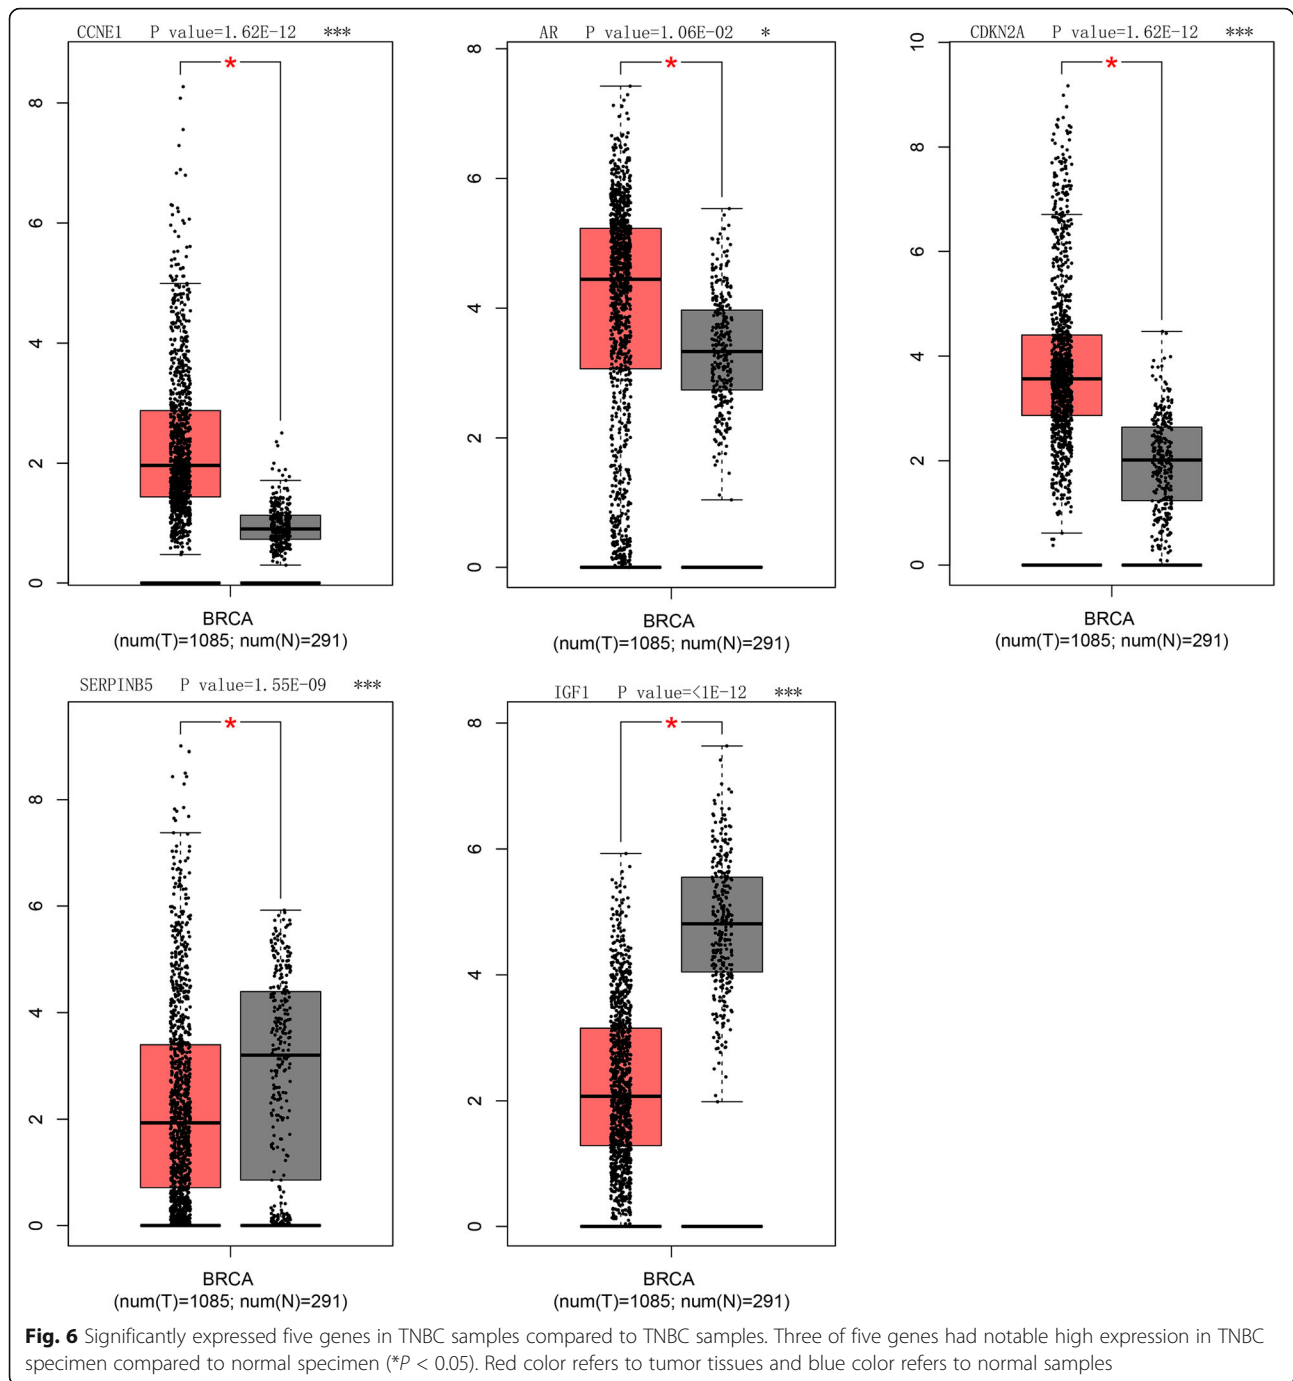 CCNE1 P value=1.62E-12 ***
*
8
6
4
2
0
BRCA
(num(T)=1085; num(N)=291)
AR P value=1.06E-02 *
*
8
6
4
2
0
BRCA
(num(T)=1085; num(N)=291)
CDKN2A P value=1.62E-12 ***
*
10
8
6
4
2
0
BRCA
(num(T)=1085; num(N)=291)
SERPINB5 P value=1.55E-09 ***
*
8
6
4
2
0
BRCA
(num(T)=1085; num(N)=291)
IGF1 P value=<1E-12 ***
*
8
6
4
2
0
BRCA
(num(T)=1085; num(N)=291)
Fig. 6 Significantly expressed five genes in TNBC samples compared to TNBC samples. Three of five genes had notable high expression in TNBC
specimen compared to normal specimen (*P < 0.05). Red color refers to tumor tissues and blue color refers to normal samples